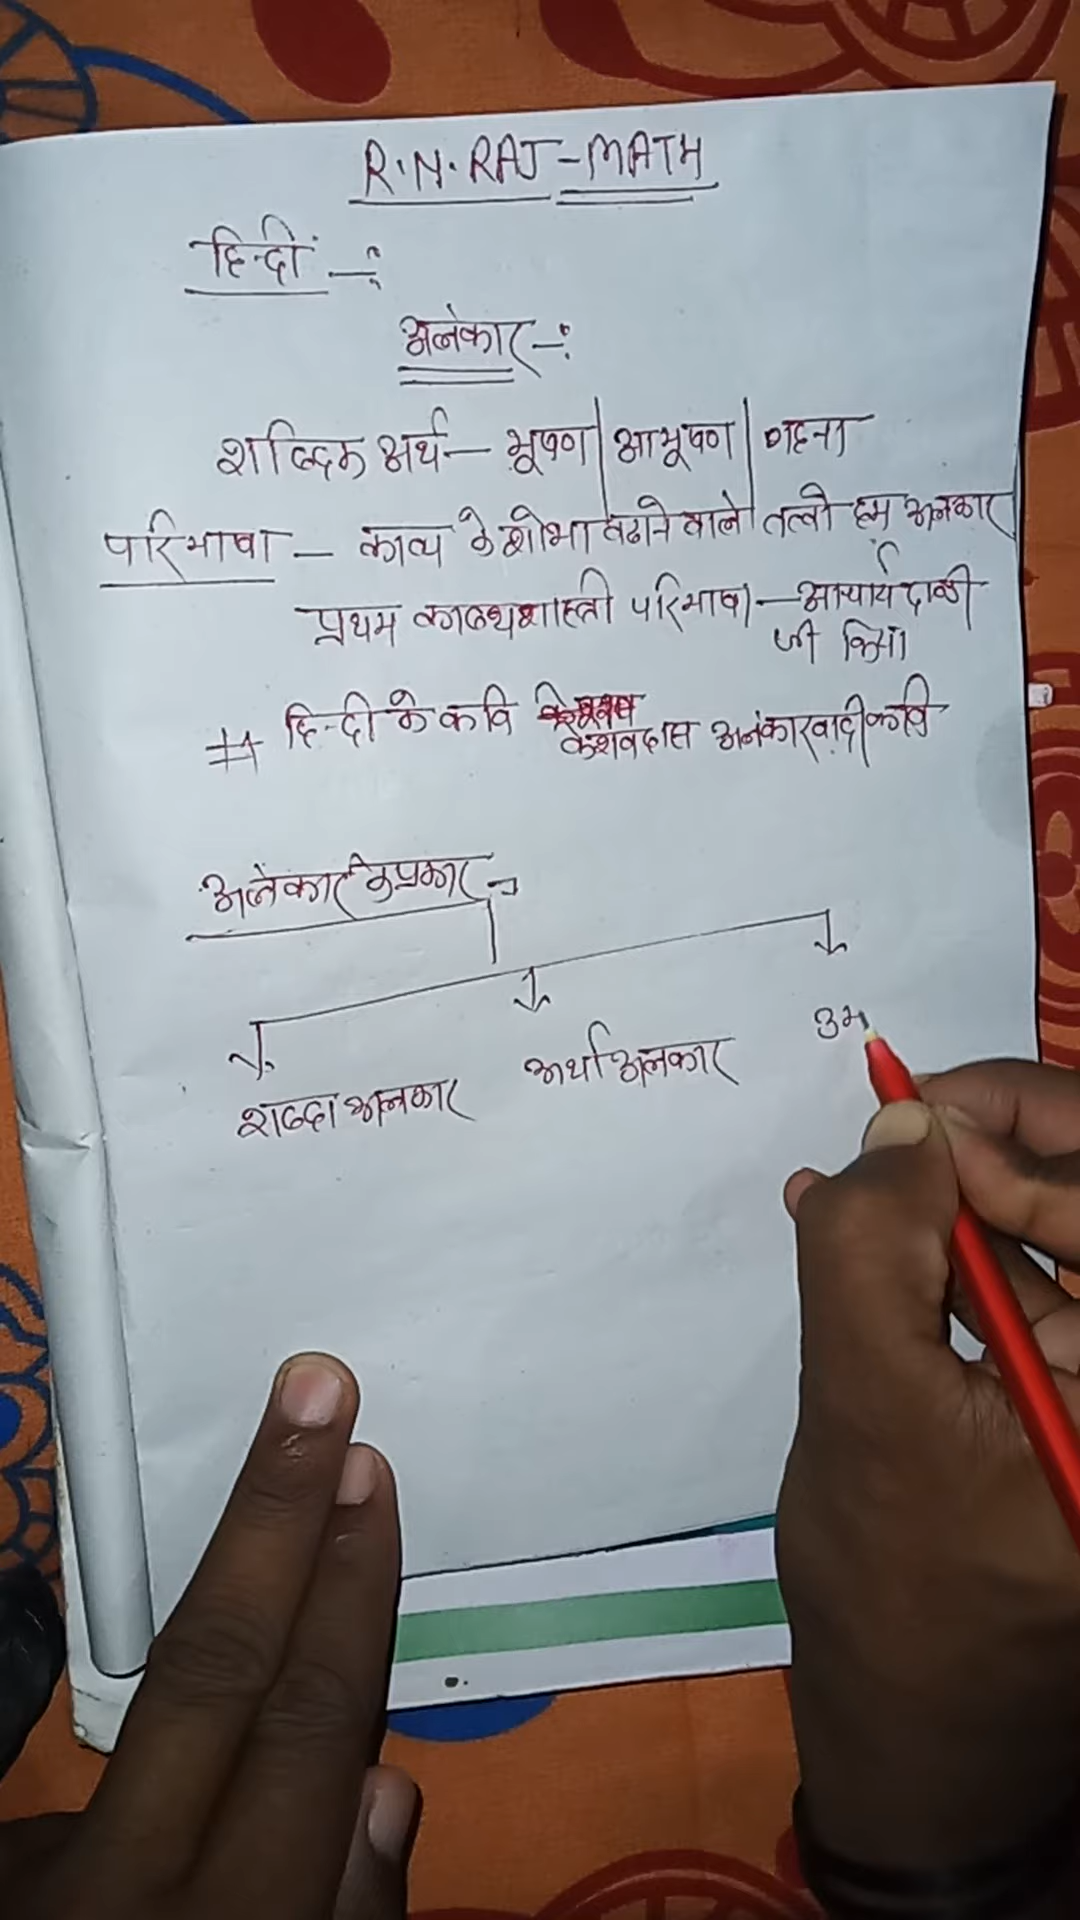 R.N.RAJ-MATH
हिन्दीं -:
अलंकार -:
शाब्दिक अर्थ - भूषण | आभूषण | गहना
परिभाषा - काव्य के शोभा बढाने वाले तत्वो हम अलंकार
प्रथम काव्यशास्त्री परिभाषा - आचार्य
जी किया
# हिन्दी के कवि केशवदास अलंकारवादी कवि
अलंकार के प्रकार -
शब्दा अलंकार अर्था अलंकार उभ